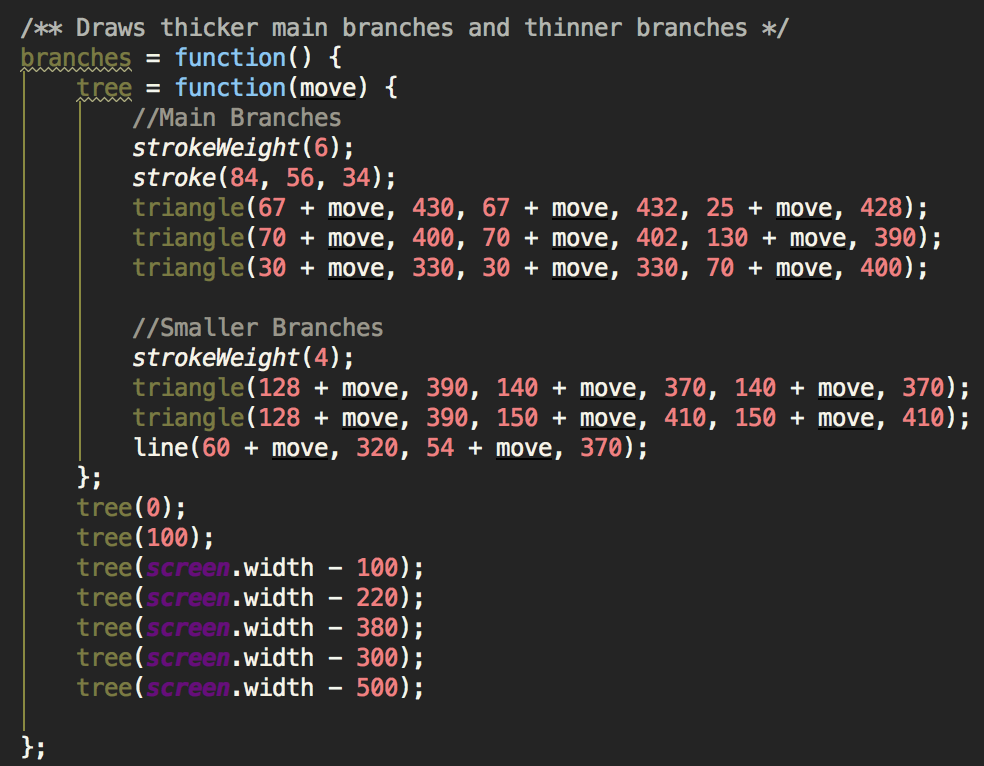 /** Draws thicker main branches and thinner branches */
branches = function() {
    tree = function(move) {
        //Main Branches
        strokeWeight(6);
        stroke(84, 56, 34);
        triangle(67 + move, 430, 67 + move, 432, 25 + move, 428);
        triangle(70 + move, 400, 70 + move, 402, 130 + move, 390);
        triangle(30 + move, 330, 30 + move, 330, 70 + move, 400);

        //Smaller Branches
        strokeWeight(4);
        triangle(128 + move, 390, 140 + move, 370, 140 + move, 370);
        triangle(128 + move, 390, 150 + move, 410, 150 + move, 410);
        line(60 + move, 320, 54 + move, 370);
    };
    tree(0);
    tree(100);
    tree(screen.width - 100);
    tree(screen.width - 220);
    tree(screen.width - 380);
    tree(screen.width - 300);
    tree(screen.width - 500);

};